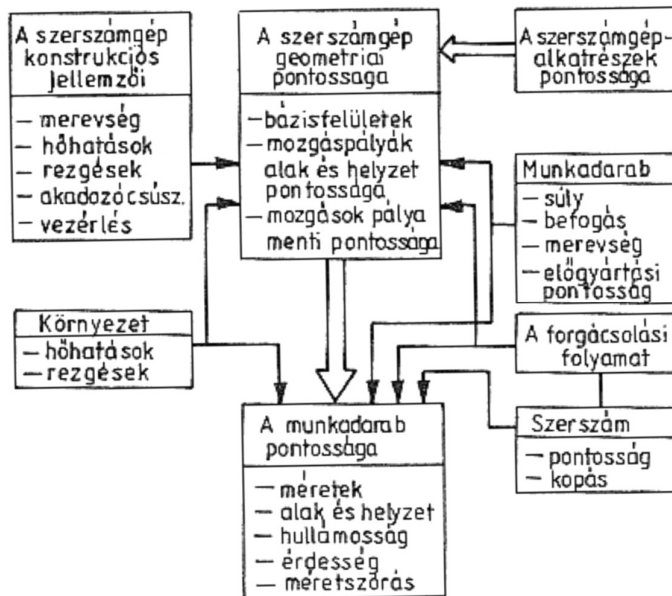 A szerszámgép
konstrukciós
jellemzői
— merevség
— hőhatások
— rezgések
— akadozócsúsz.
— vezérlés
A szerszámgép
geometriai
pontossaga
— bázisfelületek
— mozgáspályák
alak és helyzet
pontossága
— mozgások pálya
menti pontossága
A szerszámgép-
alkatrészek
pontossága
Munkadarab
— súly
— befogás
— merevség
— előgyártási
pontosság
Környezet
— hőhatások
— rezgések
A forgácsolási
folyamat
Szerszám
— pontosság
— kopás
A munkadarab
pontossága
— méretek
— alak és helyzet
— hullámosság
— érdesség
— méretszórás